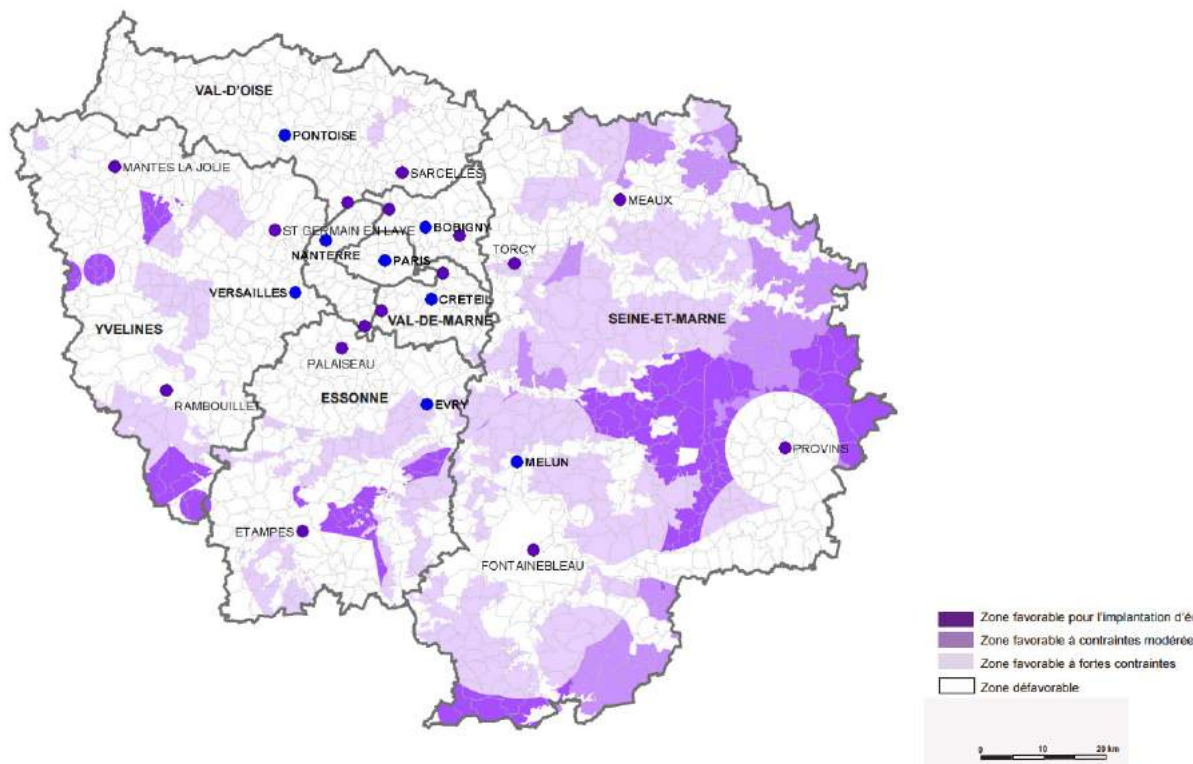 VAL-D'OISE
PONTOISE
MANTES LA JOLIE
SARCELLES
MEAUX
ST GERMAIN EN LAYE
BOBIGNY
NANTERRE
PARIS
TORCY
VERSAILLES
CRETEIL
YVELINES
VAL-DE-MARNE
SEINE-ET-MARNE
PALAISEAU
RAMBOUILLET
ESSONNE
EVRY
PROVINS
MELUN
ETAMPES
FONTAINEBLEAU
Zone favorable pour l'implantation d'é
Zone favorable à contraintes modérée
Zone favorable à fortes contraintes
Zone défavorable
0 10 20 km